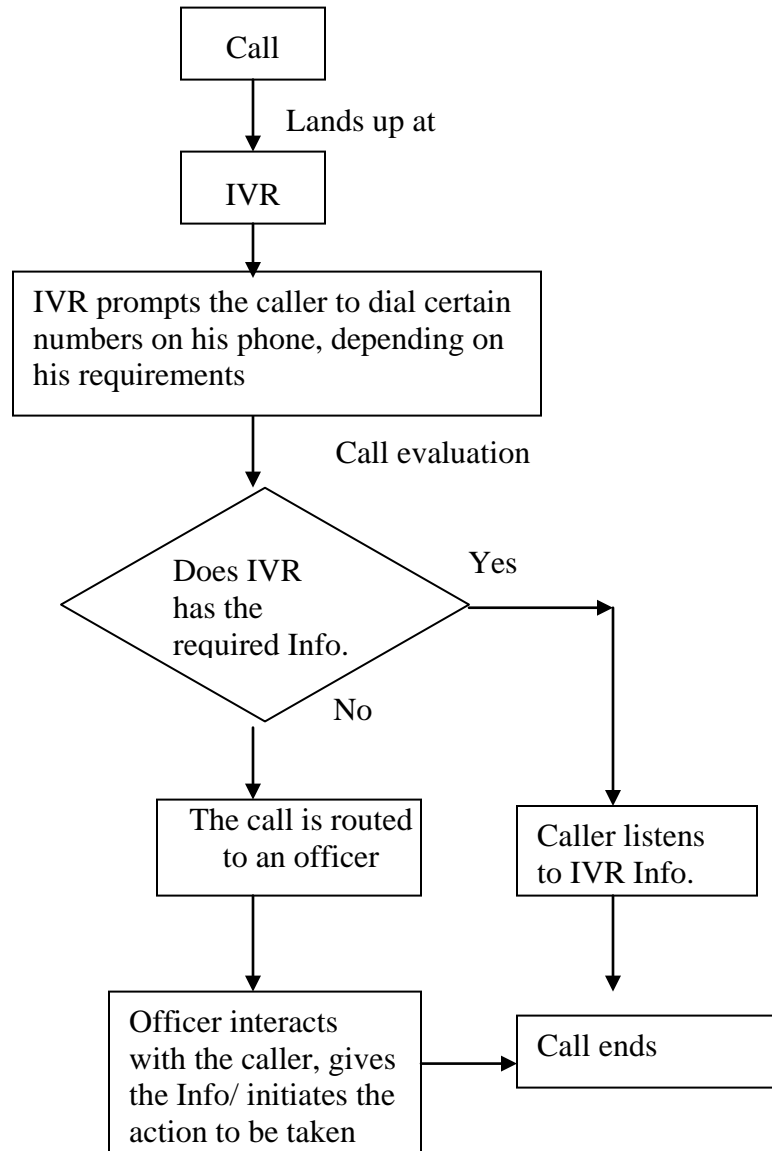 Call
Lands up at
IVR
IVR prompts the caller to dial certain
numbers on his phone, depending on
his requirements
Call evaluation
Does IVR
has the
required Info.
Yes
No
The call is routed
to an officer
Caller listens
to IVR Info.
Officer interacts
with the caller, gives
the Info/ initiates the
action to be taken
Call ends